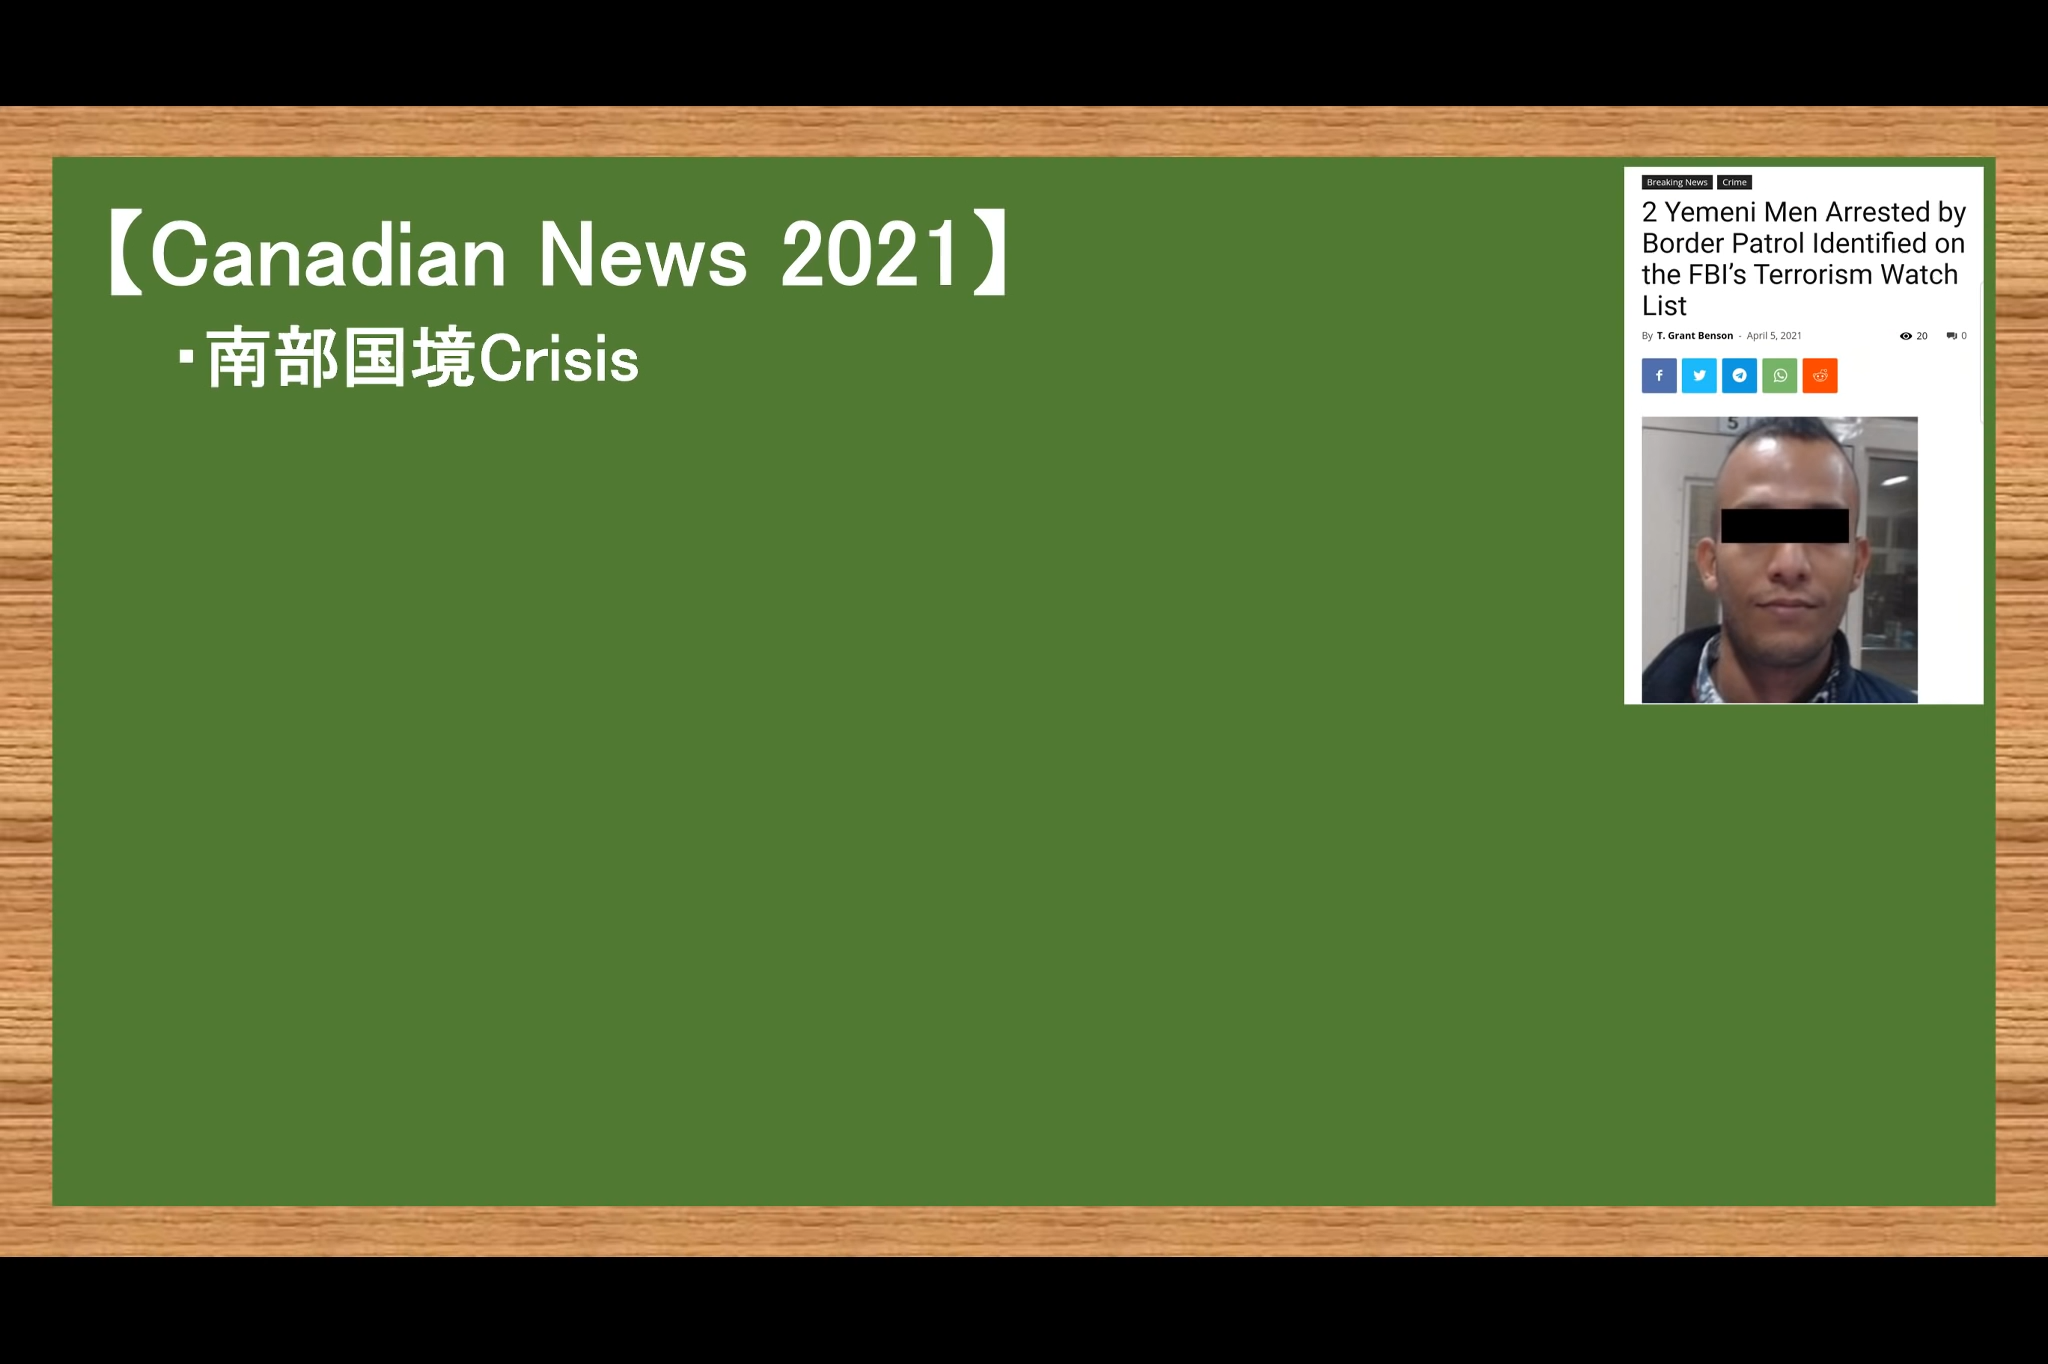 【Canadian News 2021】
・南部国境Crisis
Breaking News Crime
2 Yemeni Men Arrested by
Border Patrol Identified on
the FBI’s Terrorism Watch
List
By T. Grant Benson - April 5, 2021 20 0
5